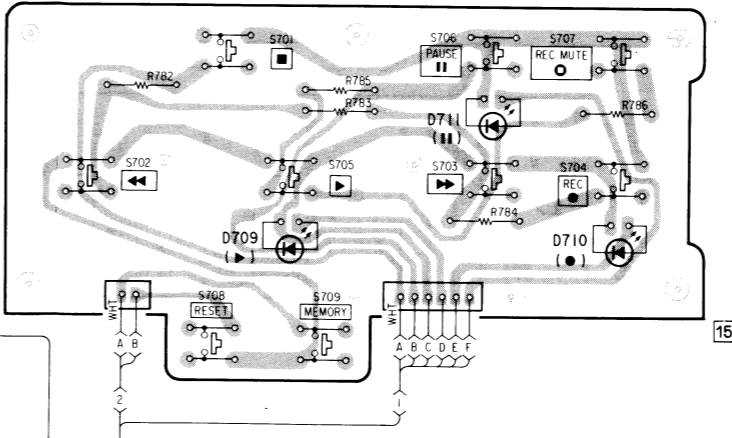 S701
S706
PAUSE
S707
REC MUTE
R782
R785
R783
D711
R786
S702
S705
S703
S704
REC
R784
D709
D710
S708
RESET
S709
MEMORY
WHT
WHT
A B
A B C D E F
2
1
15